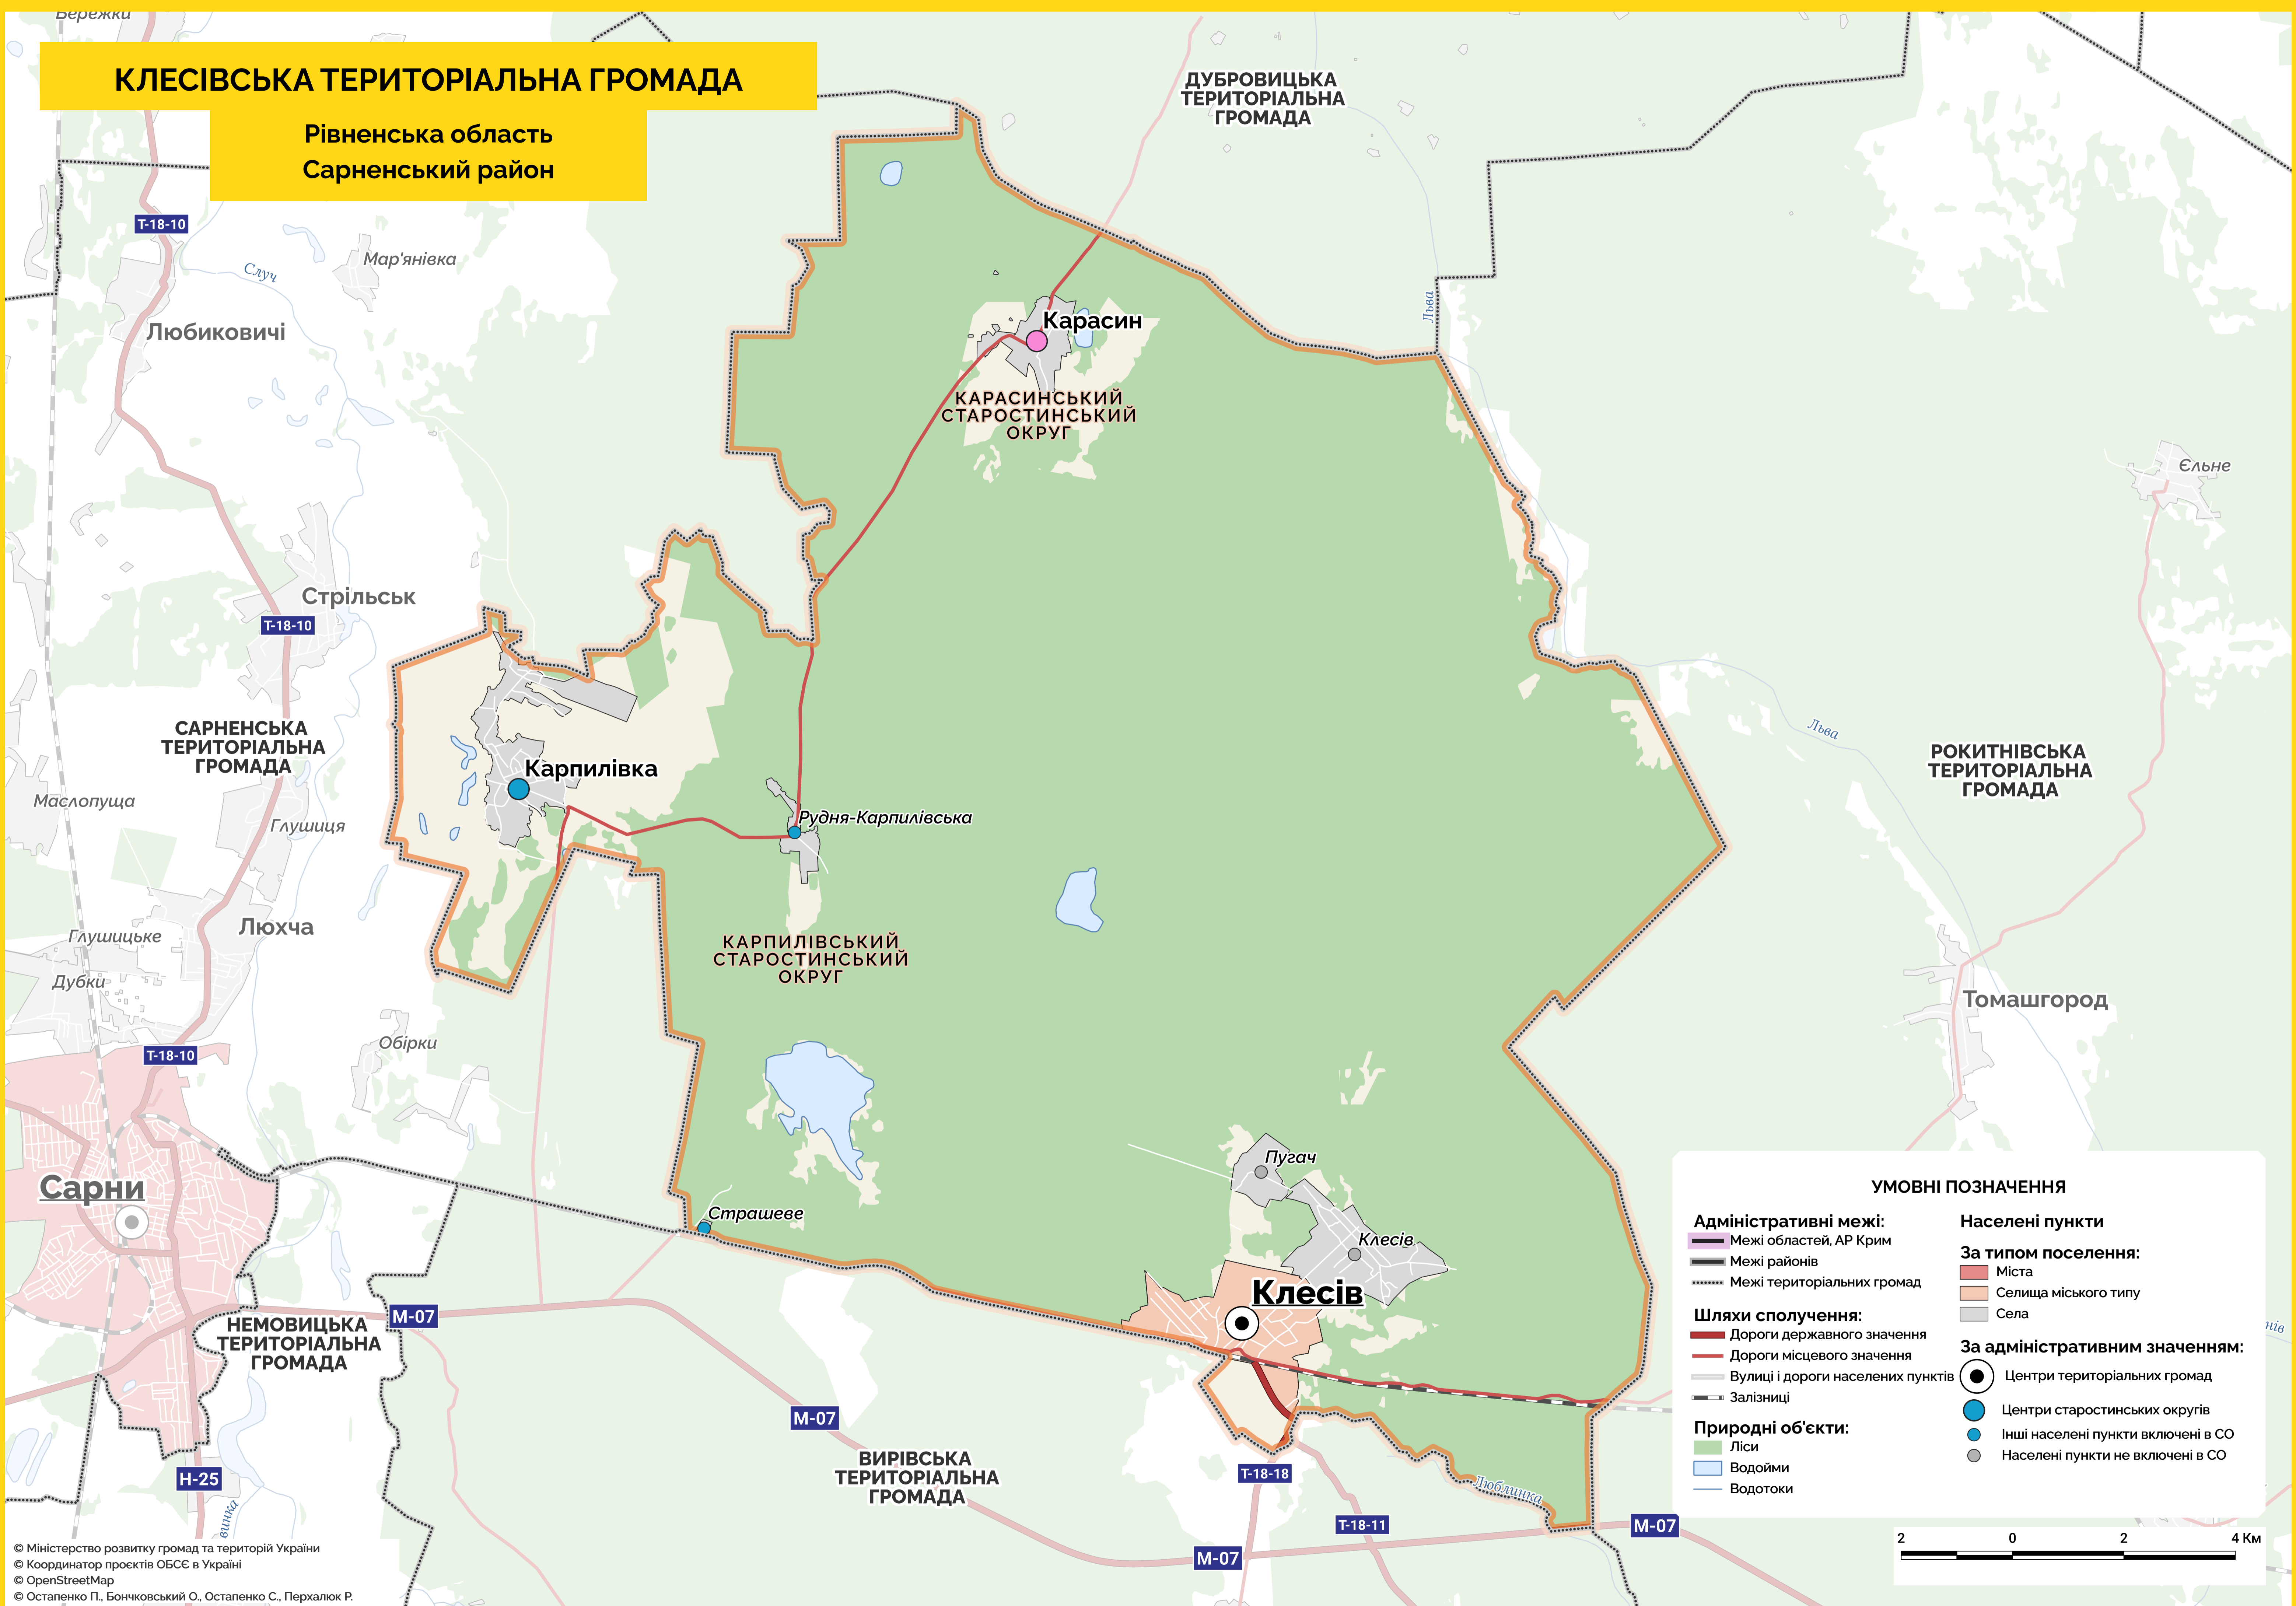 Бережки
КЛЕСІВСЬКА ТЕРИТОРІАЛЬНА ГРОМАДА
Рівненська область
Сарненський район
ДУБРОВИЦЬКА
ТЕРИТОРІАЛЬНА
ГРОМАДА
Т-18-10
Мар'янівка
Случ
Любиковичі
Льва
Карасин
КАРАСИНСЬКИЙ
СТАРОСТИНСЬКИЙ
ОКРУГ
Єльне
Стрільськ
Т-18-10
САРНЕНСЬКА
ТЕРИТОРІАЛЬНА
ГРОМАДА
Льва
РОКИТНІВСЬКА
ТЕРИТОРІАЛЬНА
ГРОМАДА
Карпилівка
Маслопуща
Глушиця
Рудня-Карпилівська
Люхча
Глушицьке
Дубки
КАРПИЛІВСЬКИЙ
СТАРОСТИНСЬКИЙ
ОКРУГ
Томашгород
Обірки
Т-18-10
Пугач
Сарни
Страшеве
Клесів
Клесів
М-07
НЕМОВИЦЬКА
ТЕРИТОРІАЛЬНА
ГРОМАДА
М-07
ВИРІВСЬКА
ТЕРИТОРІАЛЬНА
ГРОМАДА
Н-25
Т-18-18
Люблинка
Т-18-11
М-07
М-07
УМОВНІ ПОЗНАЧЕННЯ
Адміністративні межі:
Межі областей, АР Крим
Межі районів
Межі територіальних громад
Шляхи сполучення:
Дороги державного значення
Дороги місцевого значення
Вулиці і дороги населених пунктів
Залізниці
Природні об'єкти:
Ліси
Водойми
Водотоки
Населені пункти
За типом поселення:
Міста
Селища міського типу
Села
За адміністративним значенням:
Центри територіальних громад
Центри старостинських округів
Інші населені пункти включені в СО
Населені пункти не включені в СО
2 0 2 4 Км
© Міністерство розвитку громад та територій України
© Координатор проєктів ОБСЄ в Україні
© OpenStreetMap
© Остапенко П., Бончковський О., Остапенко С., Перхалюк Р.